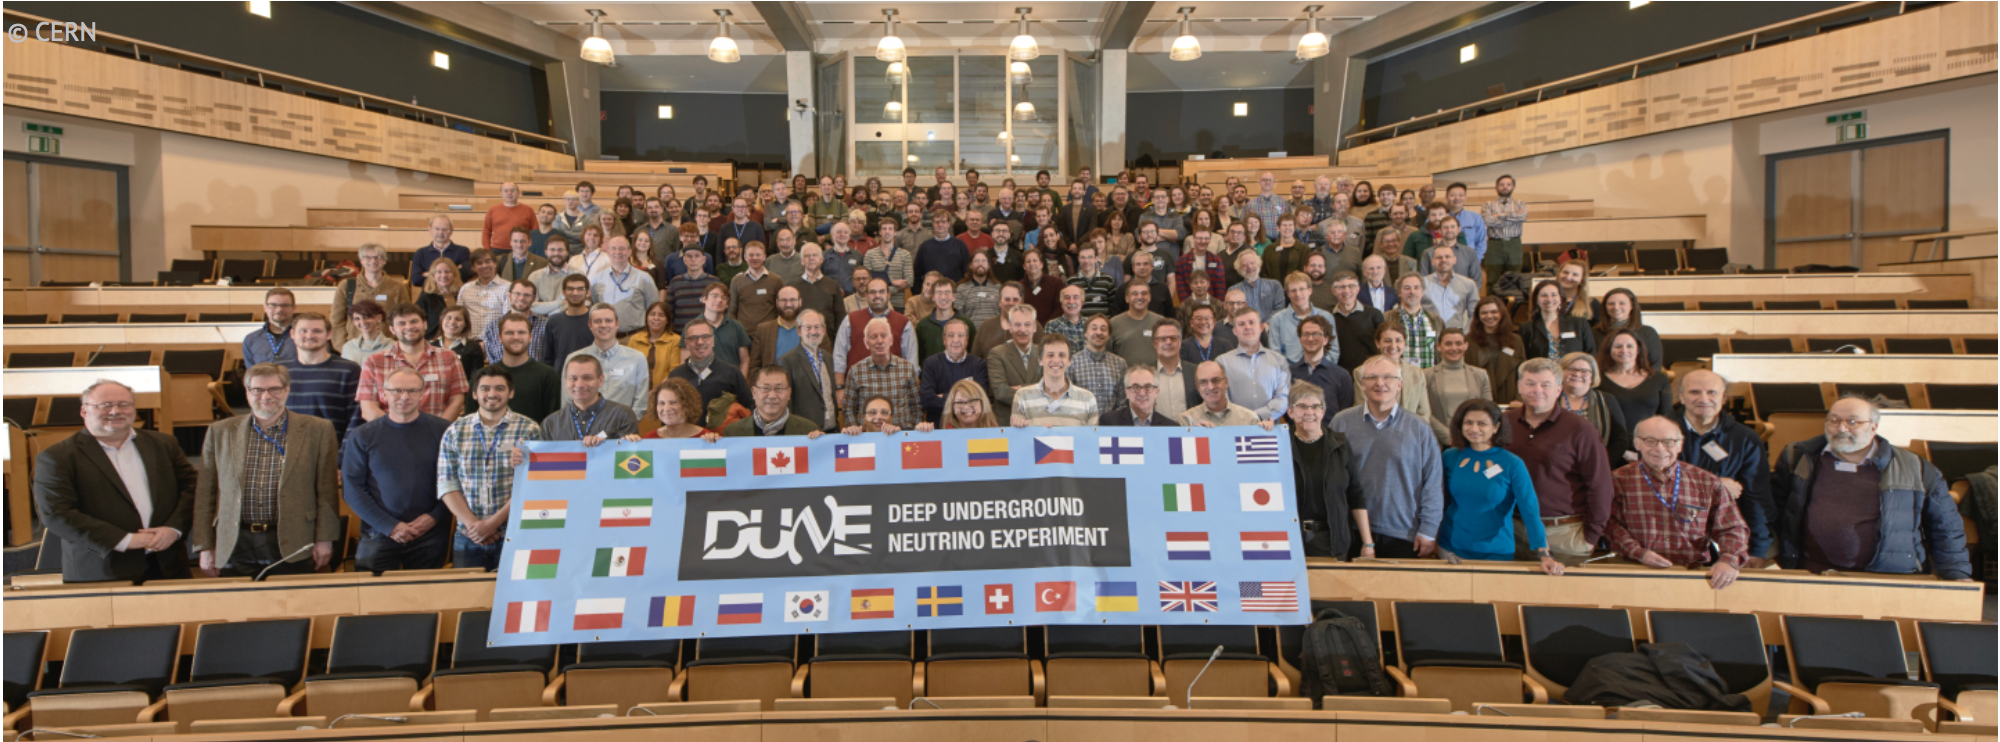 © CERN
DUNE
DEEP UNDERGROUND
NEUTRINO EXPERIMENT